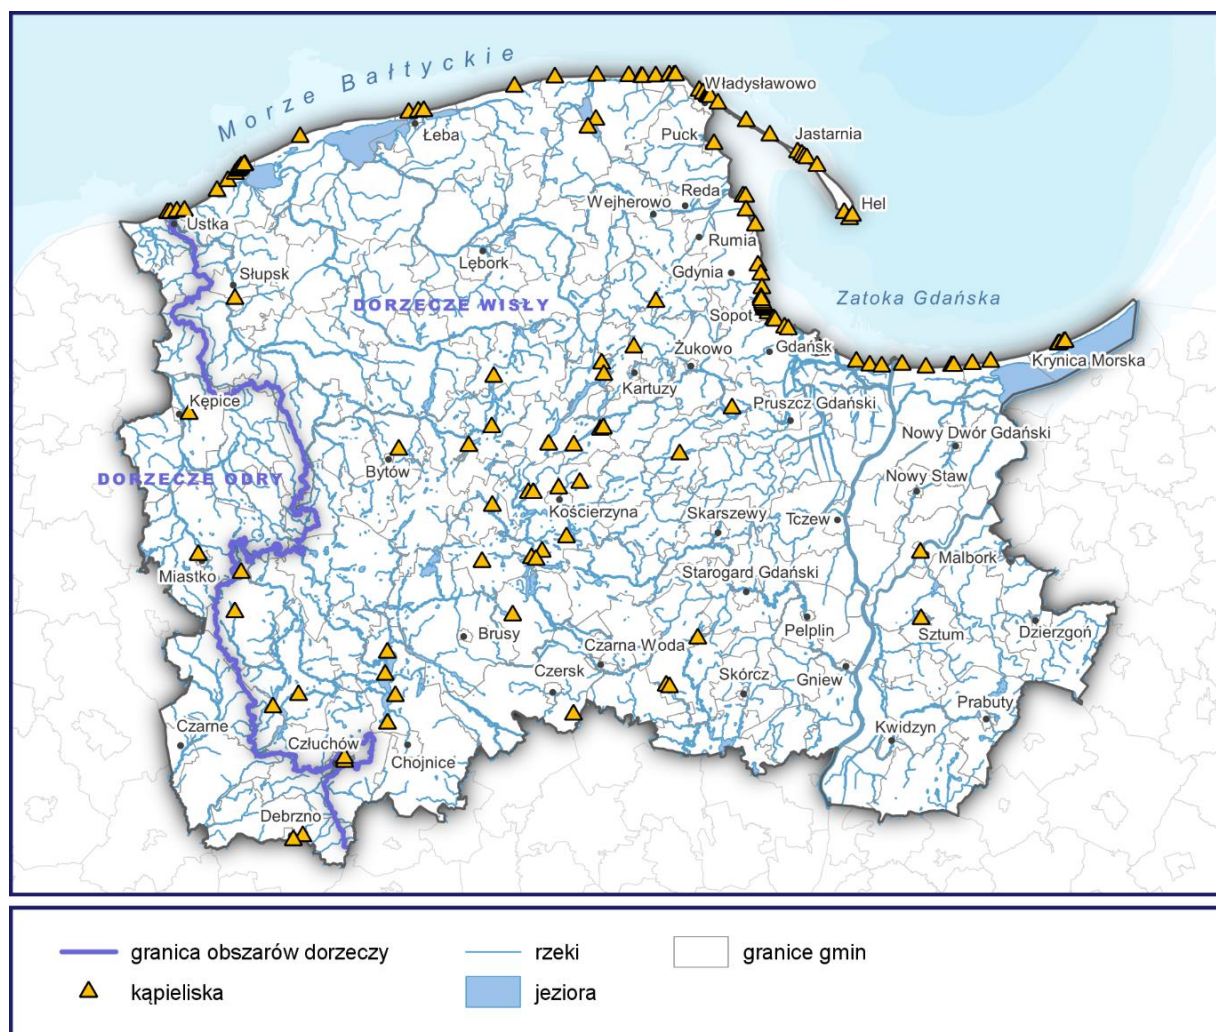 Morze Bałtyckie
Władysławowo
Łeba
Puck
Jastarnia
Reda
Wejherowo
Hel
Ustka
Rumia
Lębork
Słupsk
Gdynia
DORZECZE WISŁY
Zatoka Gdańska
Sopot
Gdańsk
Żukowo
Krynica Morska
Kartuzy
Kępice
Pruszcz Gdański
Nowy Dwór Gdański
Bytów
DORZECZE ODRY
Nowy Staw
Kościerzyna
Skarszewy
Tczew
Malbork
Miastko
Starogard Gdański
Brusy
Pelplin
Sztum
Dzierzgoń
Czarna Woda
Czersk
Skórcz
Gniew
Prabuty
Czarne
Kwidzyn
Człuchów
Chojnice
Debrzno
granica obszarów dorzeczy
rzeki
granice gmin
kąpieliska
jeziora